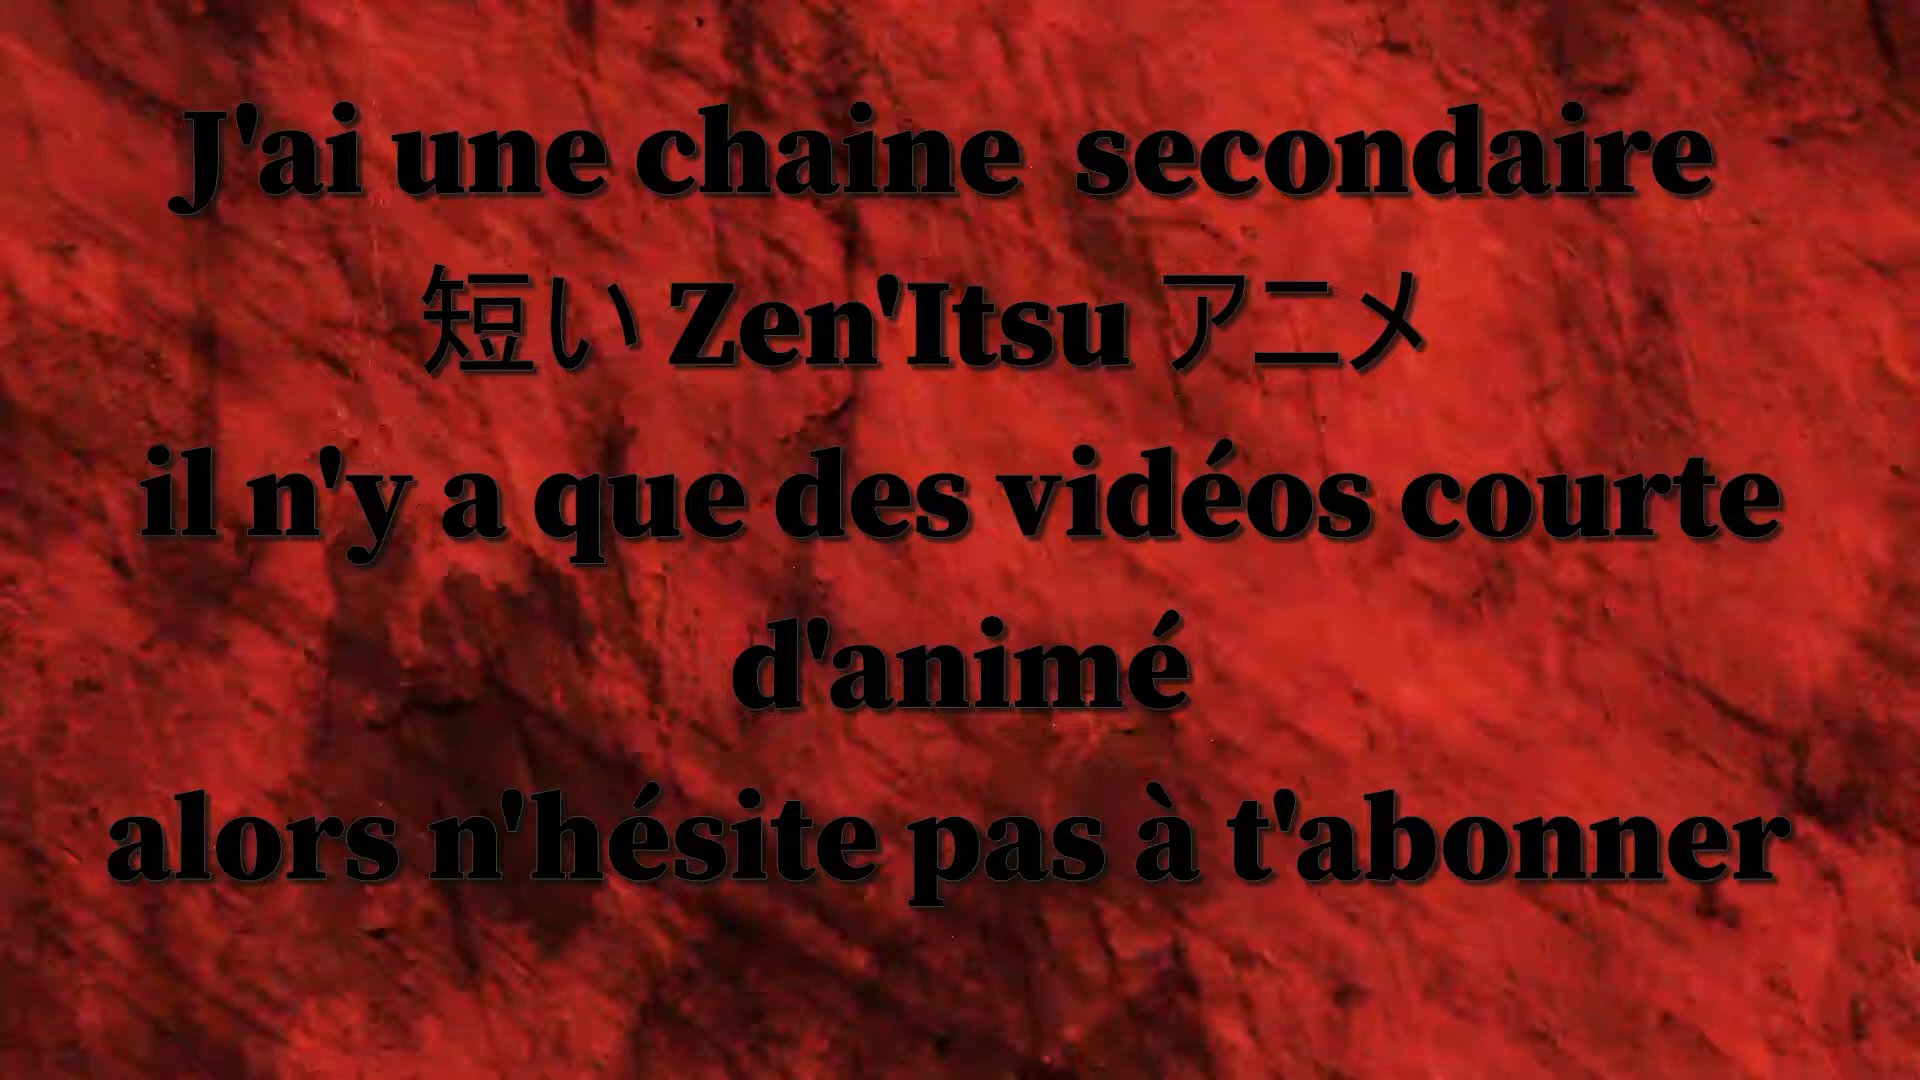 J'ai une chaine  secondaire
短い Zen'Itsu アニメ
il n'y a que des vidéos courte
d'animé
alors n'hésite pas à t'abonner